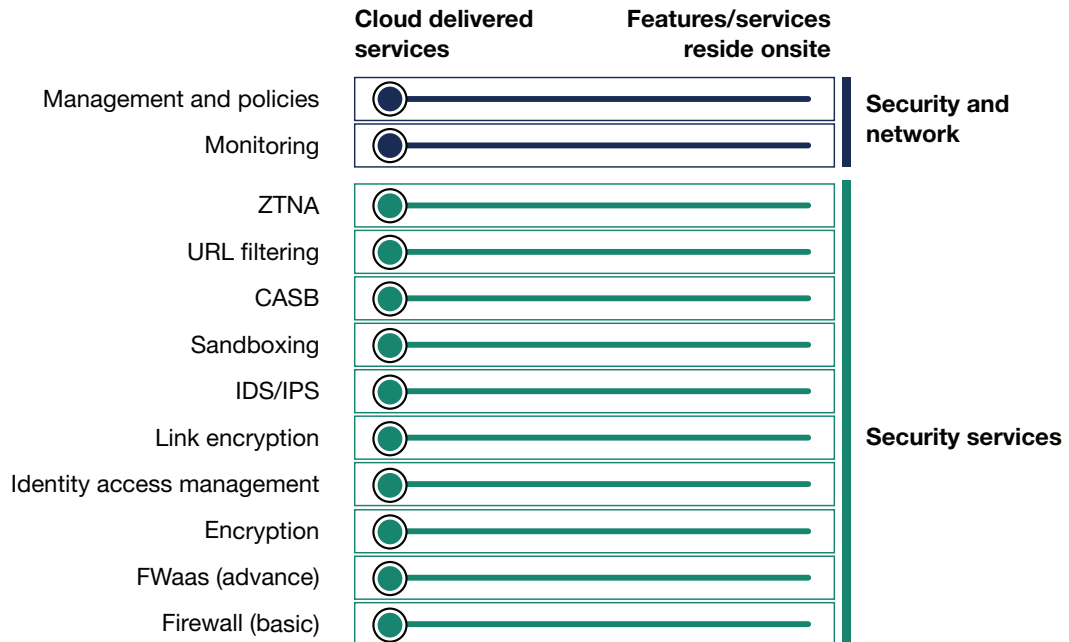 Cloud delivered
services
Features/services
reside onsite
Management and policies
Monitoring
Security and
network
ZTNA
URL filtering
CASB
Sandboxing
IDS/IPS
Link encryption
Security services
Identity access management
Encryption
FWaas (advance)
Firewall (basic)